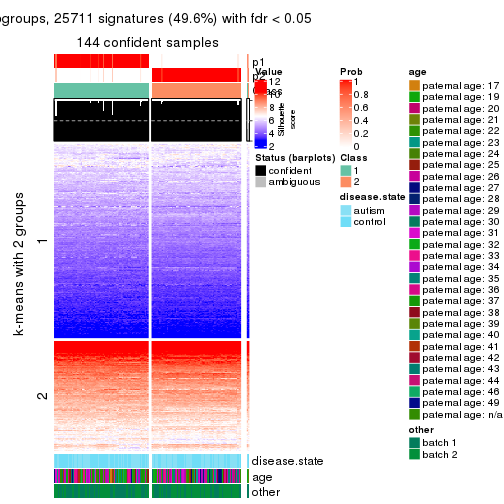 ogroups, 25711 signatures (49.6%) with fdr < 0.05
144 confident samples
p1
p2
Class
Silhouette
score
k-means with 2 groups
1
2
disease.state
age
other
Value
12
10
8
6
4
2
Status (barplots)
confident
ambiguous
Prob
1
0.8
0.6
0.4
0.2
0
Class
1
2
disease.state
autism
control
age
paternal age: 17
paternal age: 19
paternal age: 20
paternal age: 21
paternal age: 22
paternal age: 23
paternal age: 24
paternal age: 25
paternal age: 26
paternal age: 27
paternal age: 28
paternal age: 29
paternal age: 30
paternal age: 31
paternal age: 32
paternal age: 33
paternal age: 34
paternal age: 35
paternal age: 36
paternal age: 37
paternal age: 38
paternal age: 39
paternal age: 40
paternal age: 41
paternal age: 42
paternal age: 43
paternal age: 44
paternal age: 46
paternal age: 49
paternal age: n/a
other
batch 1
batch 2